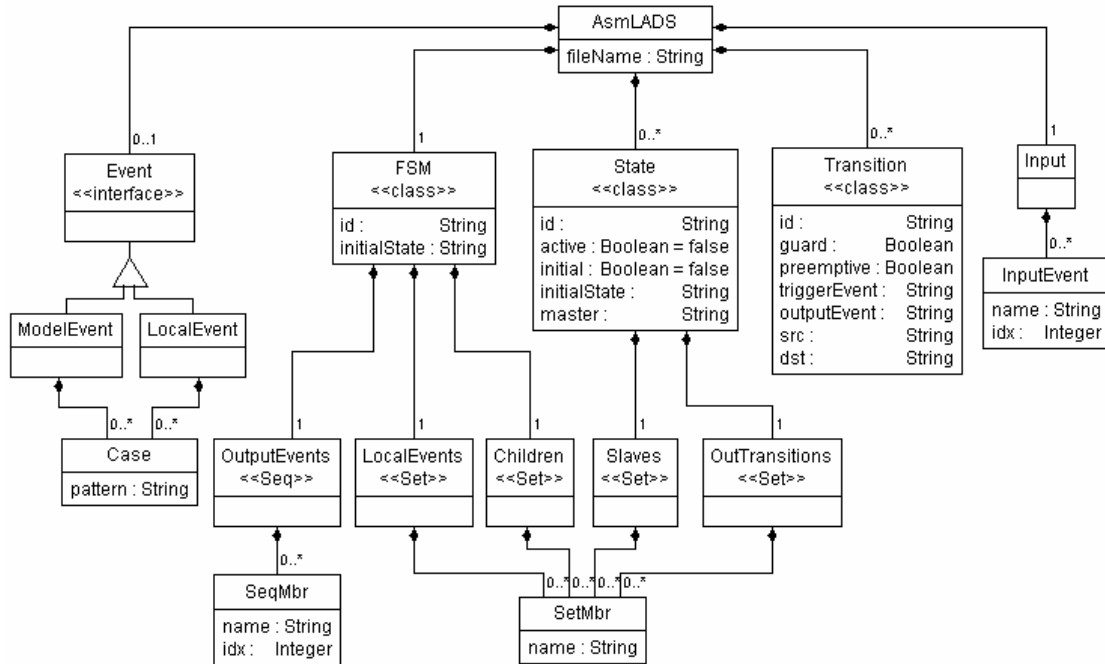 AsmLADS
fileName : String
0..1
1
0..*
0..*
1
Event
<<interface>>
FSM
<<class>>
id : String
initialState : String
State
<<class>>
id : String
active : Boolean = false
initial : Boolean = false
initialState : String
master : String
Transition
<<class>>
id : String
guard : Boolean
preemptive : Boolean
triggerEvent : String
outputEvent : String
src : String
dst : String
Input
0..*
InputEvent
name : String
idx : Integer
ModelEvent
LocalEvent
0..*
0..*
Case
pattern : String
1
1
1
1
1
OutputEvents
<<Seq>>
LocalEvents
<<Set>>
Children
<<Set>>
Slaves
<<Set>>
OutTransitions
<<Set>>
0..*
0..*
0..*
0..*
0..*
SeqMbr
name : String
idx : Integer
SetMbr
name : String